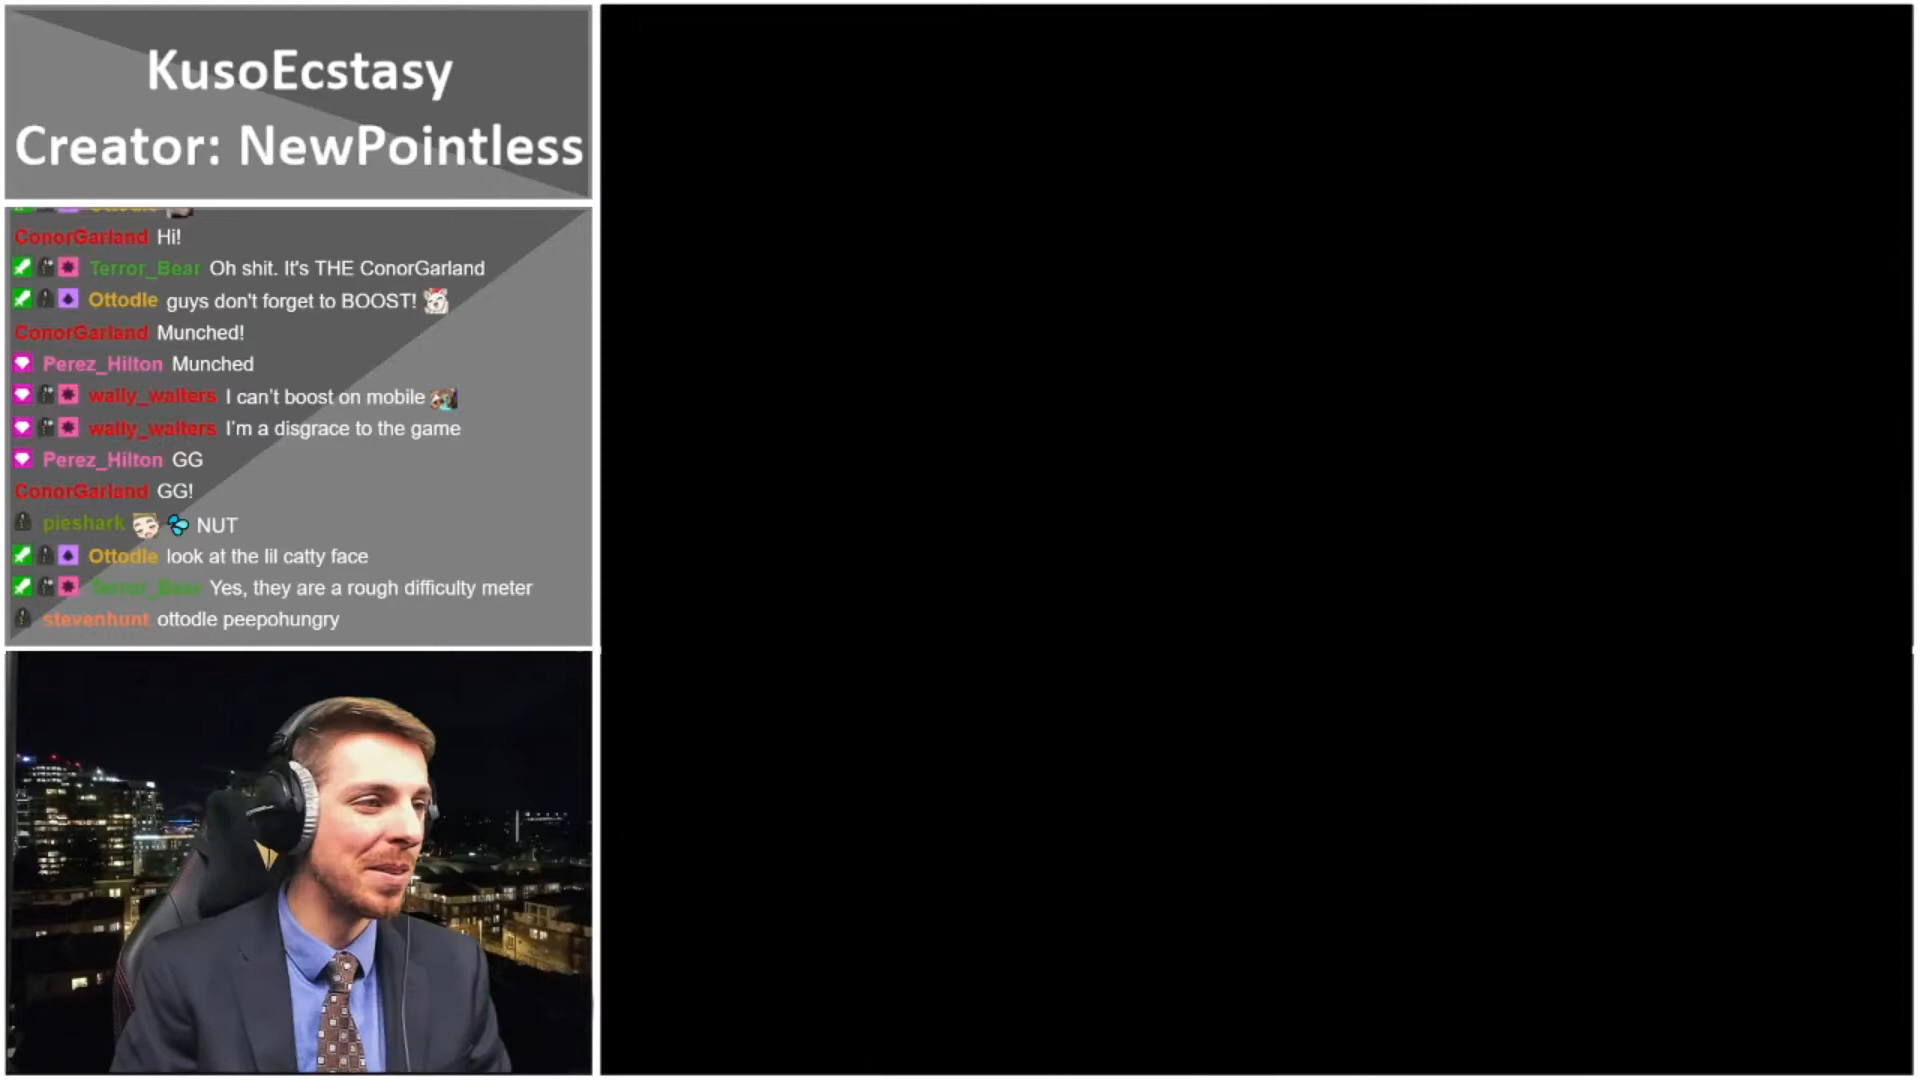 KusoEcstasy
Creator: NewPointless
Ottodle
ConorGarland Hi!
Terror_Bear Oh shit. It's THE ConorGarland
Ottodle guys don't forget to BOOST!
ConorGarland Munched!
Perez_Hilton Munched
wally_walters I can't boost on mobile
wally_walters I'm a disgrace to the game
Perez_Hilton GG
ConorGarland GG!
pieshark NUT
Ottodle look at the lil catty face
Terror_Bear Yes, they are a rough difficulty meter
stevenhunt ottodle peepohungry